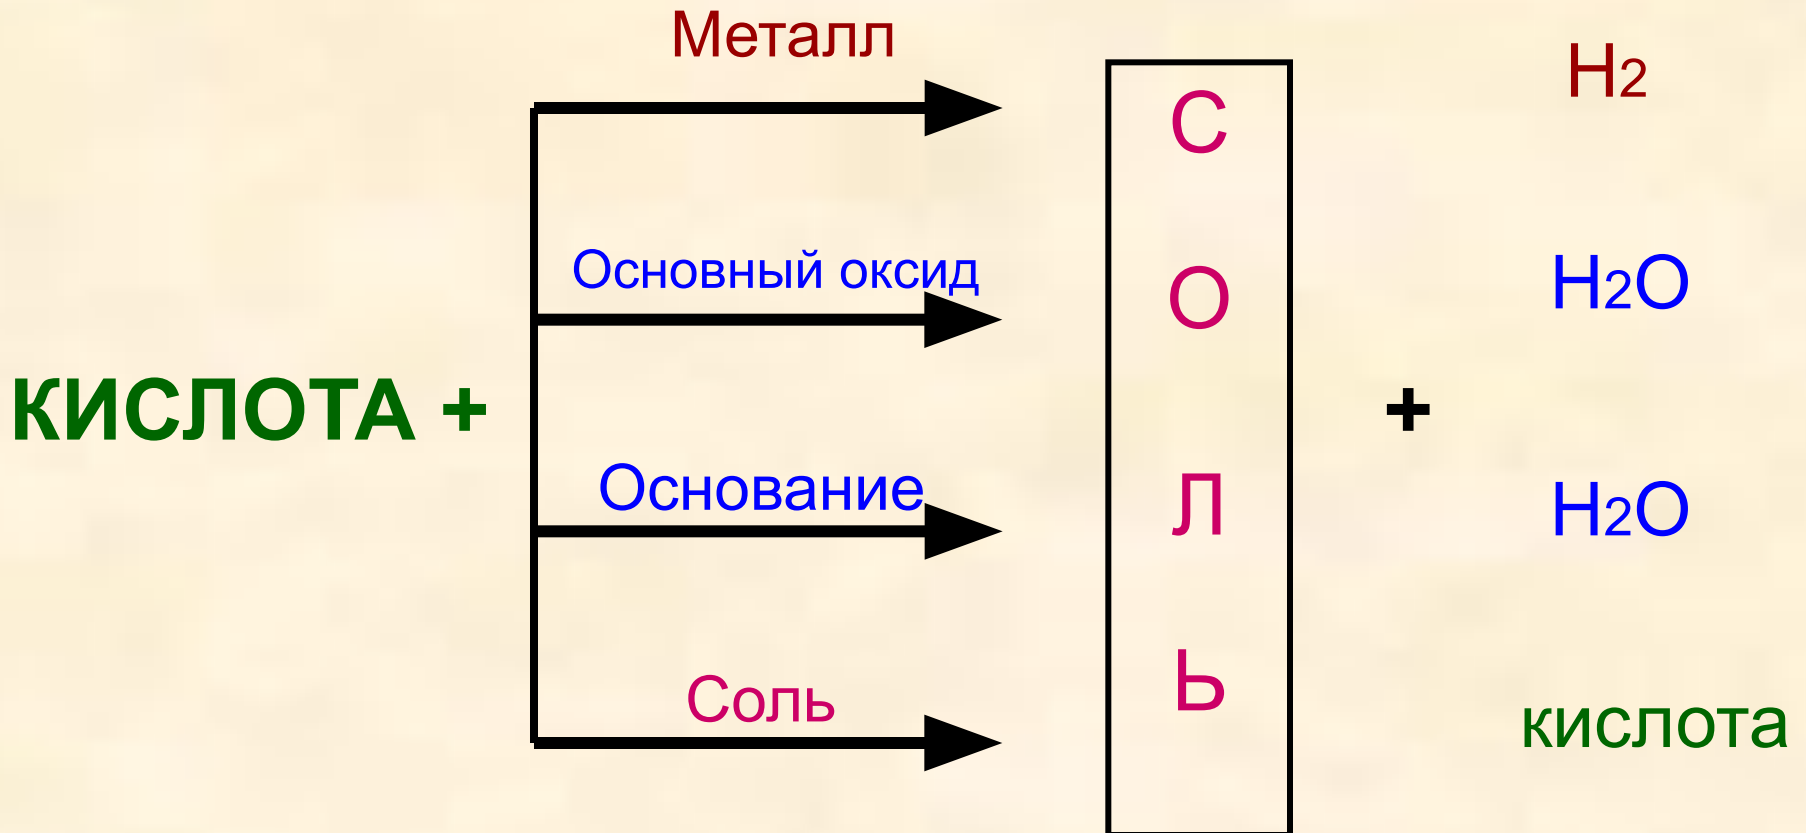 Металл
H2
С
Основный оксид
H2O
О
КИСЛОТА +
+
Основание
H2O
Л
Соль
Ь
кислота